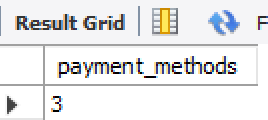 Result Grid F
payment_methods
3